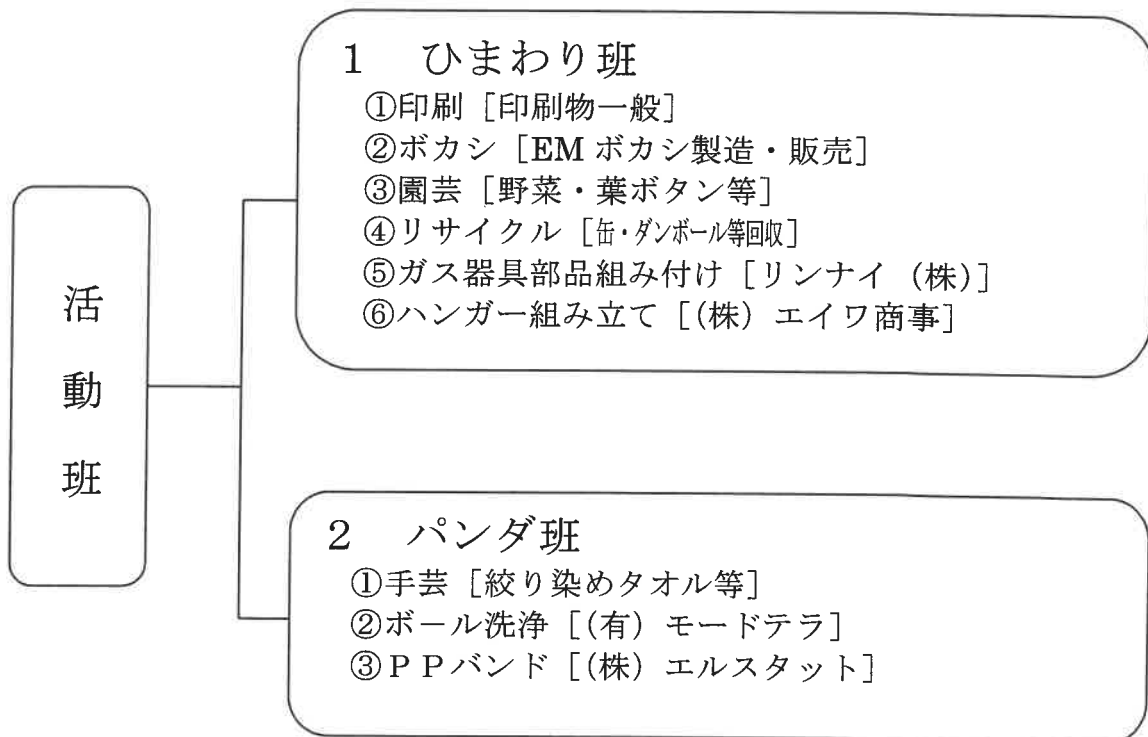 活動班
1　ひまわり班
①印刷［印刷物一般］
②ボカシ［EM ボカシ製造・販売］
③園芸［野菜・葉ボタン等］
④リサイクル［缶・ダンボール等回収］
⑤ガス器具部品組み付け［リンナイ（株）］
⑥ハンガー組み立て［(株）エイワ商事］
2　パンダ班
①手芸［絞り染めタオル等］
②ボール洗浄［(有）モードテラ］
③ＰＰバンド［(株）エルスタット］